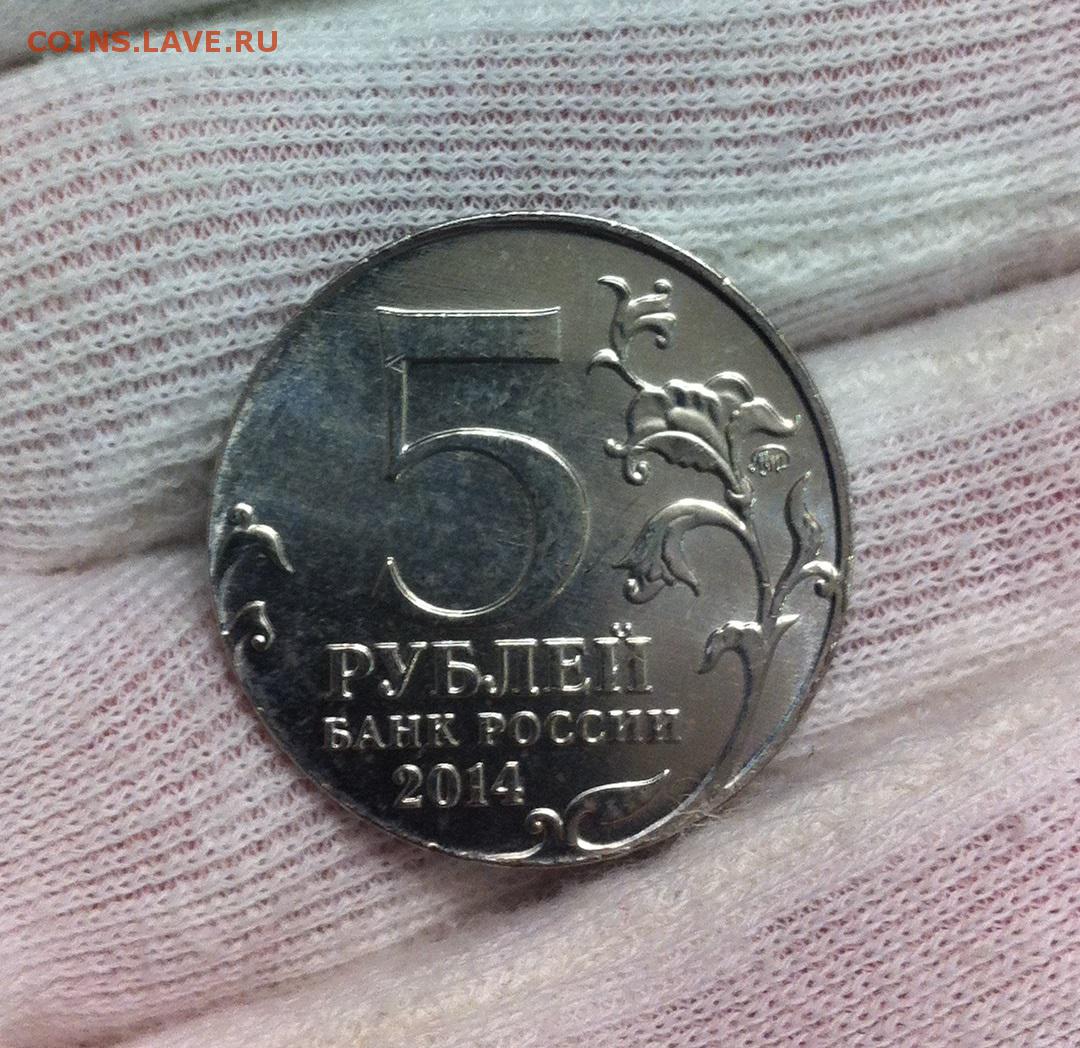 COINS.LAVE.RU
5
РУБЛЕЙ
БАНК РОССИИ
2014